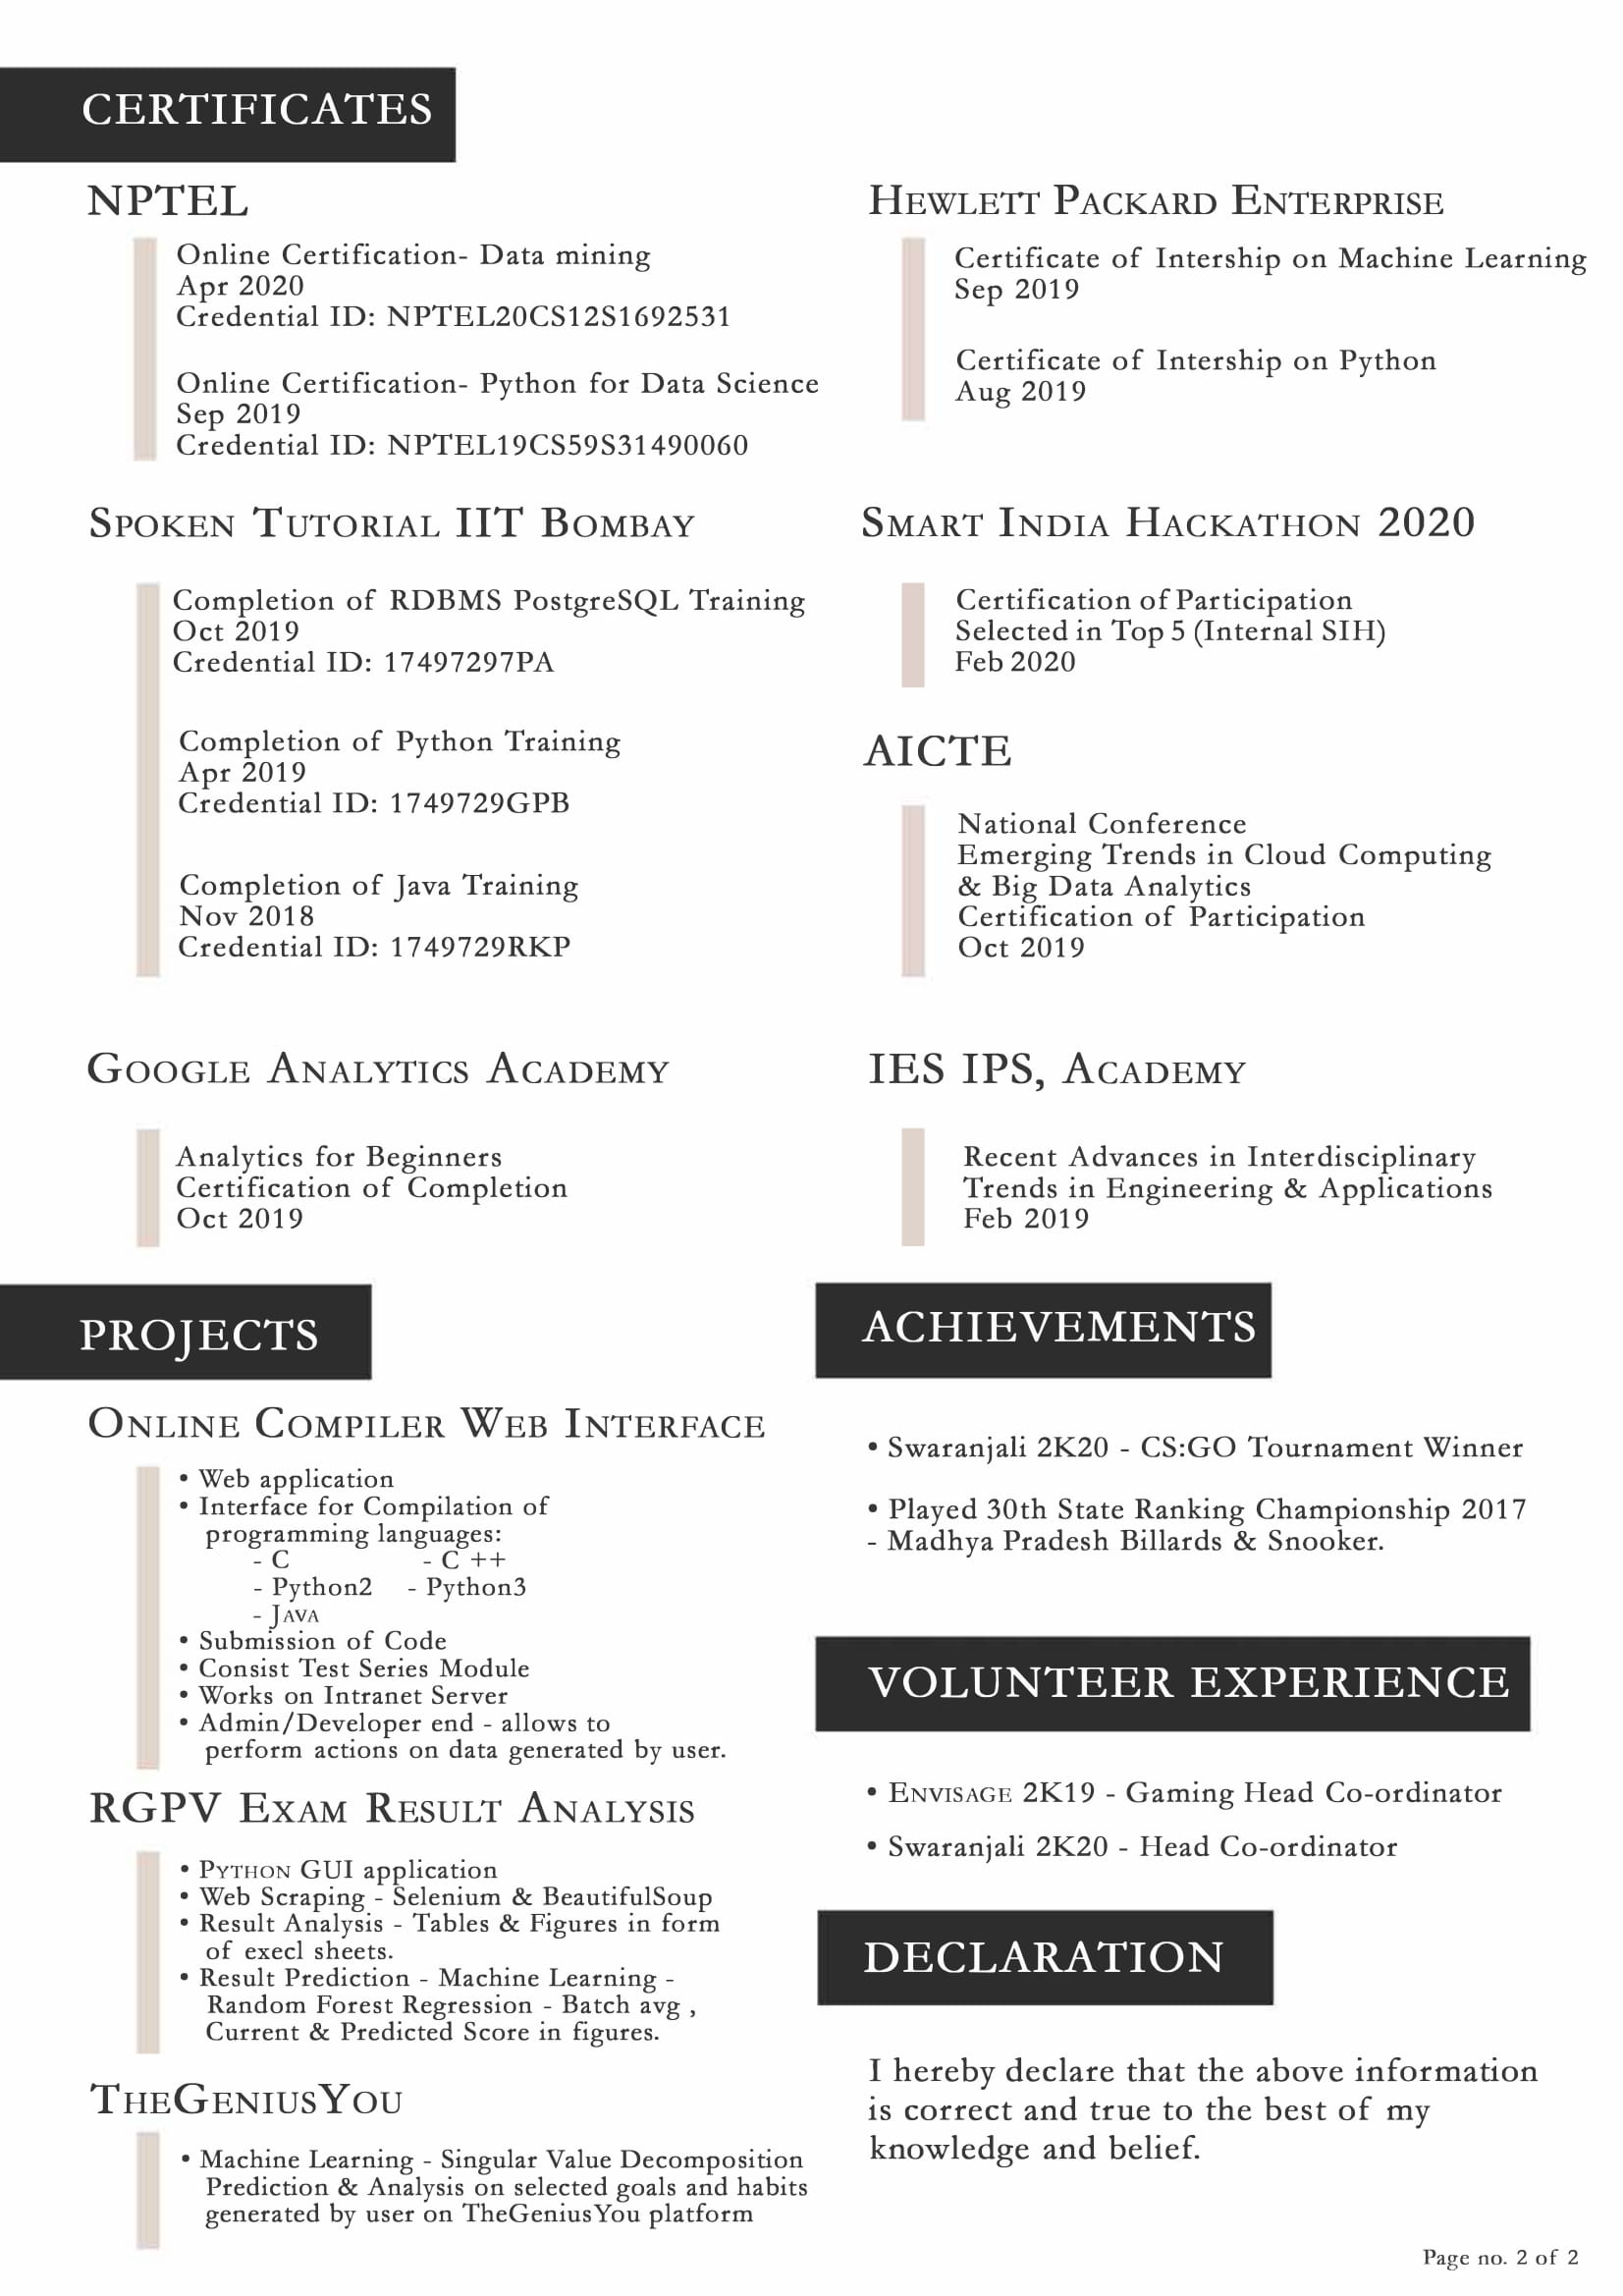 CERTIFICATES
NPTEL
Online Certification- Data mining
Apr 2020
Credential ID: NPTEL20CS12S1692531
Online Certification- Python for Data Science
Sep 2019
Credential ID: NPTEL19CS59S31490060
SPOKEN TUTORIAL IIT BOMBAY
Completion of RDBMS PostgreSQL Training
Oct 2019
Credential ID: 17497297PA
Completion of Python Training
Apr 2019
Credential ID: 1749729GPB
Completion of Java Training
Nov 2018
Credential ID: 1749729RKP
GOOGLE ANALYTICS ACADEMY
Analytics for Beginners
Certification of Completion
Oct 2019
HEWLETT PACKARD ENTERPRISE
Certificate of Intership on Machine Learning
Sep 2019
Certificate of Intership on Python
Aug 2019
SMART INDIA HACKATHON 2020
Certification of Participation
Selected in Top 5 (Internal SIH)
Feb 2020
AICTE
National Conference
Emerging Trends in Cloud Computing
& Big Data Analytics
Certification of Participation
Oct 2019
IES IPS, ACADEMY
Recent Advances in Interdisciplinary
Trends in Engineering & Applications
Feb 2019
PROJECTS
ONLINE COMPILER WEB INTERFACE
• Web application
• Interface for Compilation of
programming languages:
- C - C ++
- Python2 - Python3
- JAVA
• Submission of Code
• Consist Test Series Module
• Works on Intranet Server
• Admin/Developer end - allows to
perform actions on data generated by user.
RGPV EXAM RESULT ANALYSIS
• PYTHON GUI application
• Web Scraping - Selenium & BeautifulSoup
• Result Analysis - Tables & Figures in form
of execl sheets.
• Result Prediction - Machine Learning -
Random Forest Regression - Batch avg ,
Current & Predicted Score in figures.
THEGENIUSYOU
• Machine Learning - Singular Value Decomposition
Prediction & Analysis on selected goals and habits
generated by user on TheGeniusYou platform
ACHIEVEMENTS
• Swaranjali 2K20 - CS:GO Tournament Winner
• Played 30th State Ranking Championship 2017
- Madhya Pradesh Billards & Snooker.
VOLUNTEER EXPERIENCE
• ENVISAGE 2K19 - Gaming Head Co-ordinator
• Swaranjali 2K20 - Head Co-ordinator
DECLARATION
I hereby declare that the above information
is correct and true to the best of my
knowledge and belief.
Page no. 2 of 2